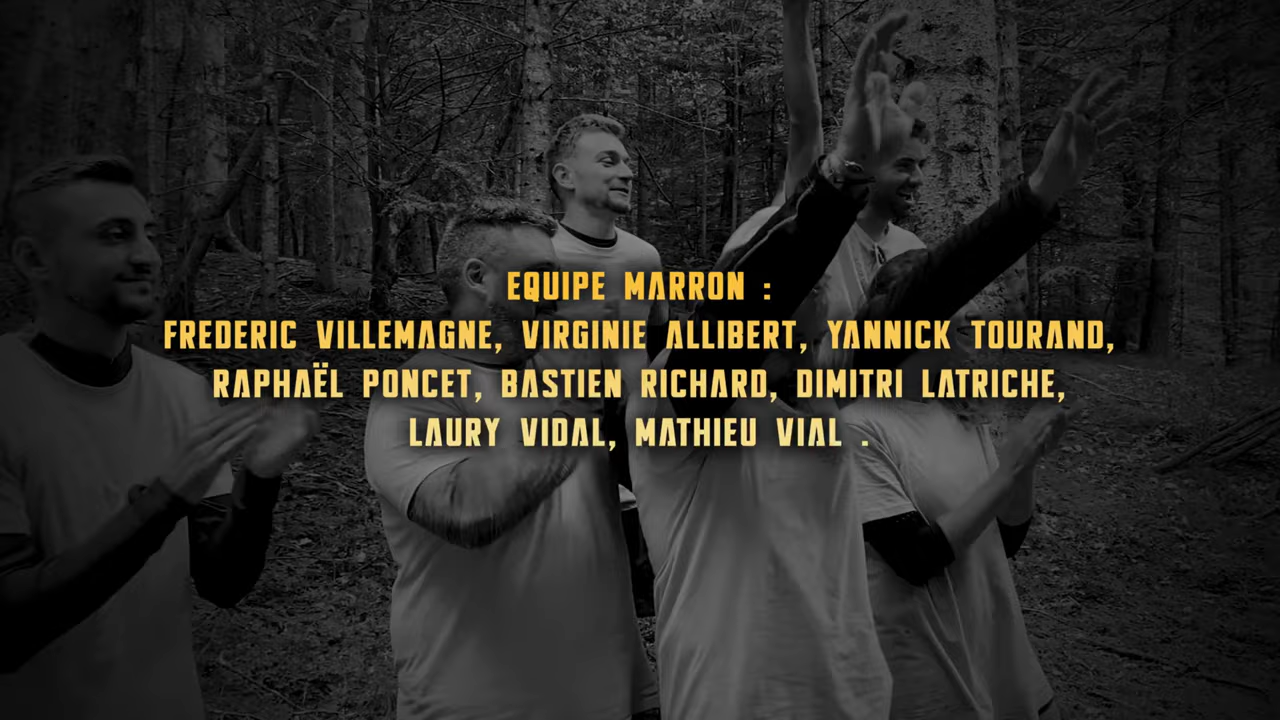 EQUIPE MARRON :
FREDERIC VILLEMAGNE, VIRGINIE ALLIBERT, YANNICK TOURAND,
RAPHAËL PONCET, BASTIEN RICHARD, DIMITRI LATRICHE,
LAURY VIDAL, MATHIEU VIAL .